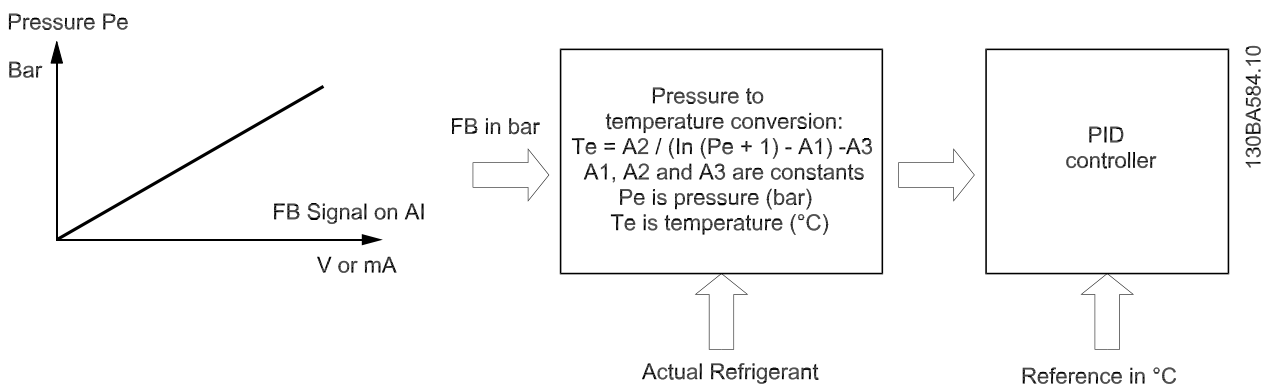 Pressure Pe
Bar
FB Signal on AI
V or mA
FB in bar
Pressure to
temperature conversion:
Te = A2 / (In (Pe + 1) - A1) -A3
A1, A2 and A3 are constants
Pe is pressure (bar)
Te is temperature (°C)
Actual Refrigerant
PID
controller
Reference in °C
130BA584.10